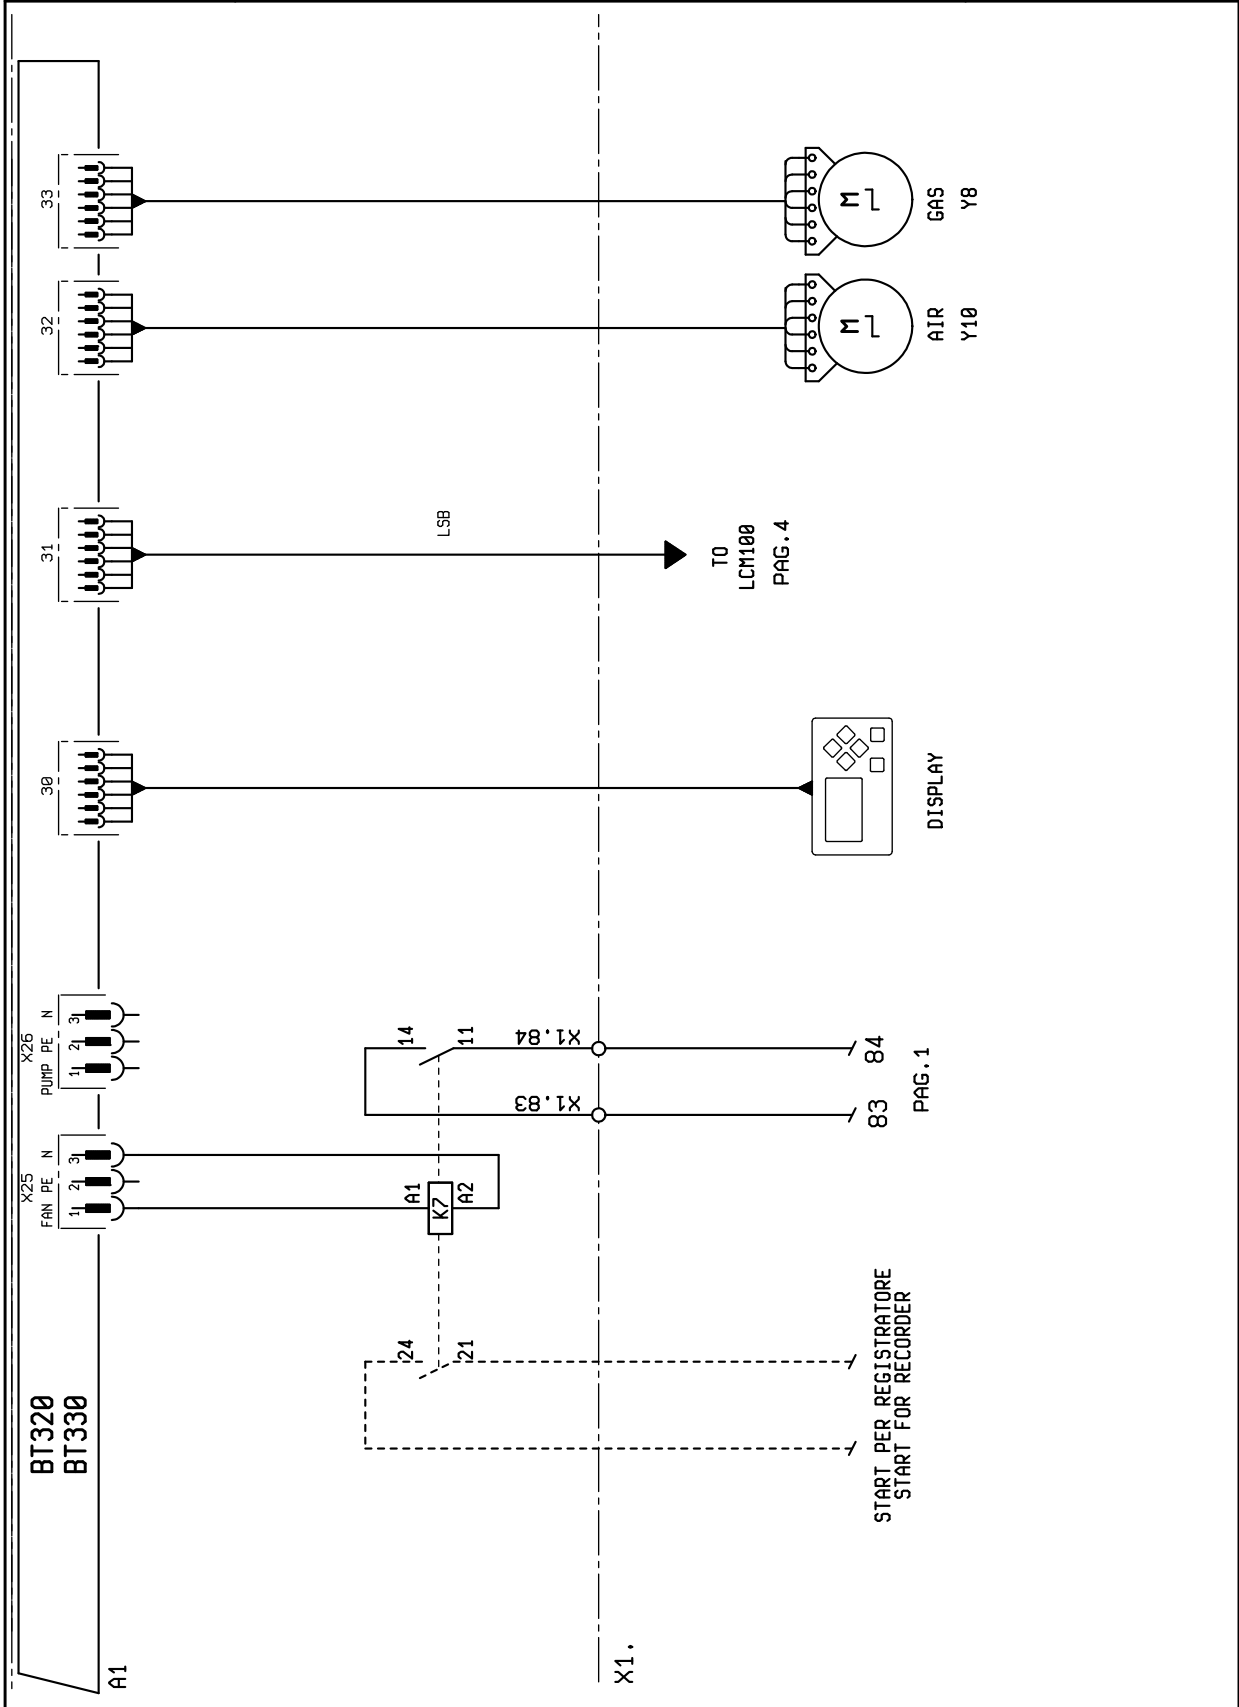 BT320
BT330
A1
X25
FAN PE N
1 2 3
X26
PUMP PE N
1 2 3
30
31
32
33
24
21
A1
K7
A2
14
11
X1.83
X1.84
LSB
X1.
START PER REGISTRATORE
START FOR RECORDER
83
84
PAG.1
DISPLAY
TO
LCM100
PAG.4
M
AIR
Y10
M
GAS
Y8